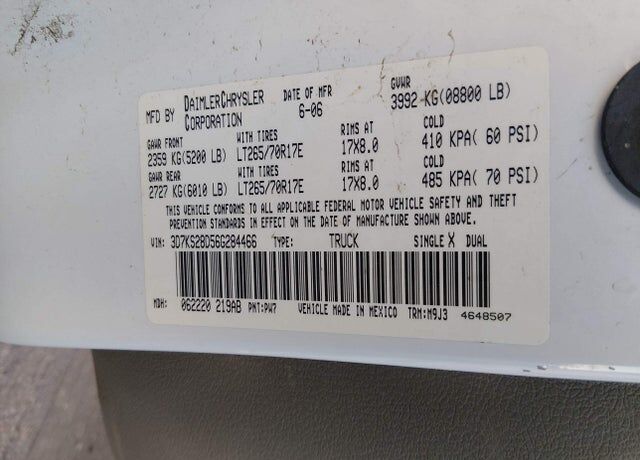 MFD BY DAIMLERCHRYSLER CORPORATION DATE OF MFR 6-06 GVWR 3992 KG(08800 LB)
GAWR FRONT WITH TIRES RIMS AT COLD
2359 KG(5200 LB) LT265/70R17E 17X8.0 410 KPA( 60 PSI)
GAWR REAR WITH TIRES RIMS AT COLD
2727 KG(6010 LB) LT265/70R17E 17X8.0 485 KPA( 70 PSI)
THIS VEHICLE CONFORMS TO ALL APPLICABLE FEDERAL MOTOR VEHICLE SAFETY AND THEFT
PREVENTION STANDARDS IN EFFECT ON THE DATE OF MANUFACTURE SHOWN ABOVE.
VIN: 3D7KS28D56G284466 TYPE: TRUCK SINGLE X DUAL
MDH: 062220 219AB PNT:PW7 VEHICLE MADE IN MEXICO TRM:M9J3 4648507